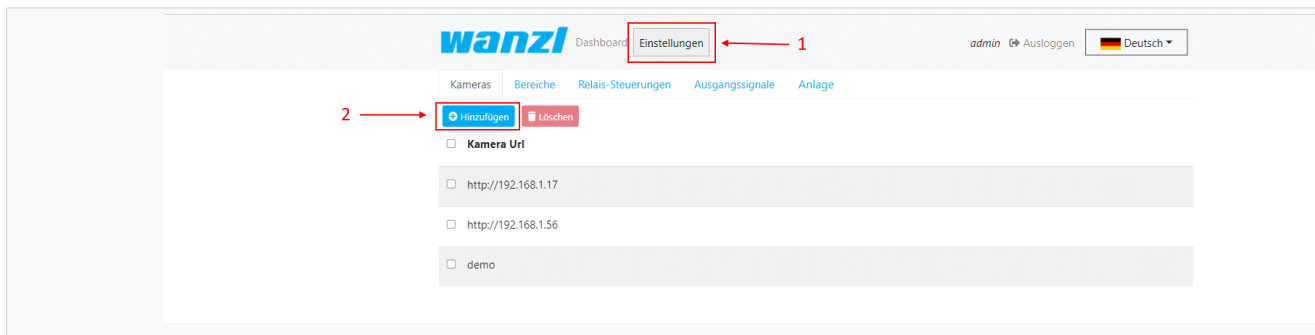 wanzl Dashboard Einstellungen 1 admin Ausloggen Deutsch
Kameras Bereiche Relais-Steuerungen Ausgangssignale Anlage
2 Hinzufügen Löschen
Kamera Url
http://192.168.1.17
http://192.168.1.56
demo